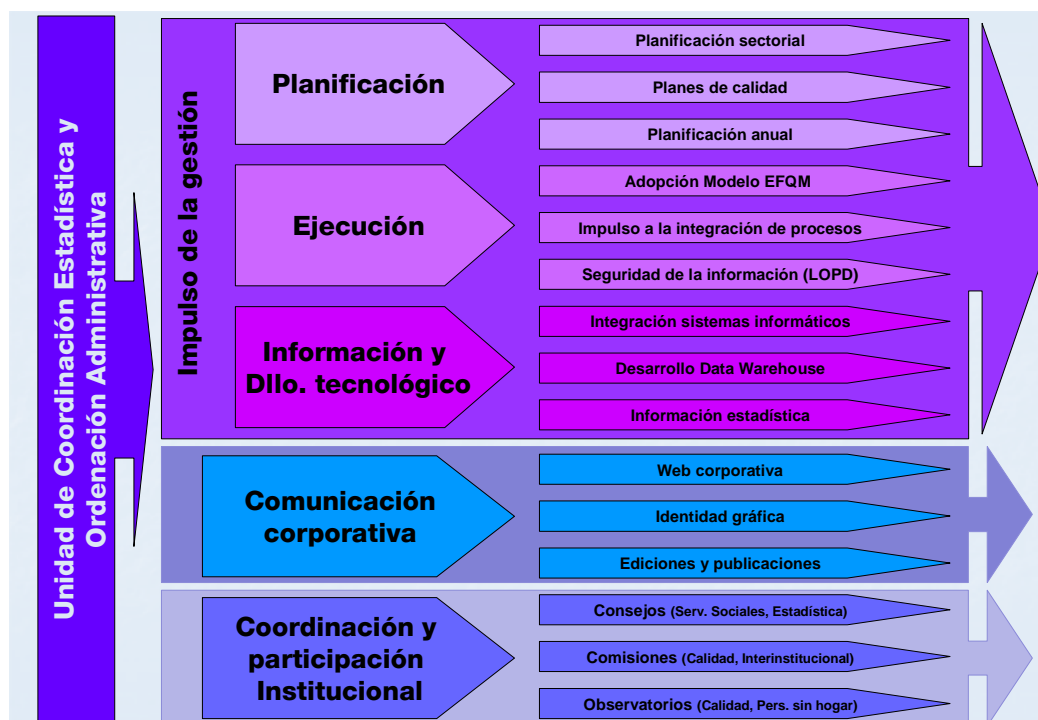 Unidad de Coordinación Estadística y
Ordenación Administrativa
Impulso de la gestión
Planificación
Planificación sectorial
Planes de calidad
Planificación anual
Ejecución
Adopción Modelo EFQM
Impulso a la integración de procesos
Seguridad de la información (LOPD)
Información y
Dllo. tecnológico
Integración sistemas informáticos
Desarrollo Data Warehouse
Información estadística
Comunicación
corporativa
Web corporativa
Identidad gráfica
Ediciones y publicaciones
Coordinación y
participación
Institucional
Consejos (Serv. Sociales, Estadística)
Comisiones (Calidad, Interinstitucional)
Observatorios (Calidad, Pers. sin hogar)